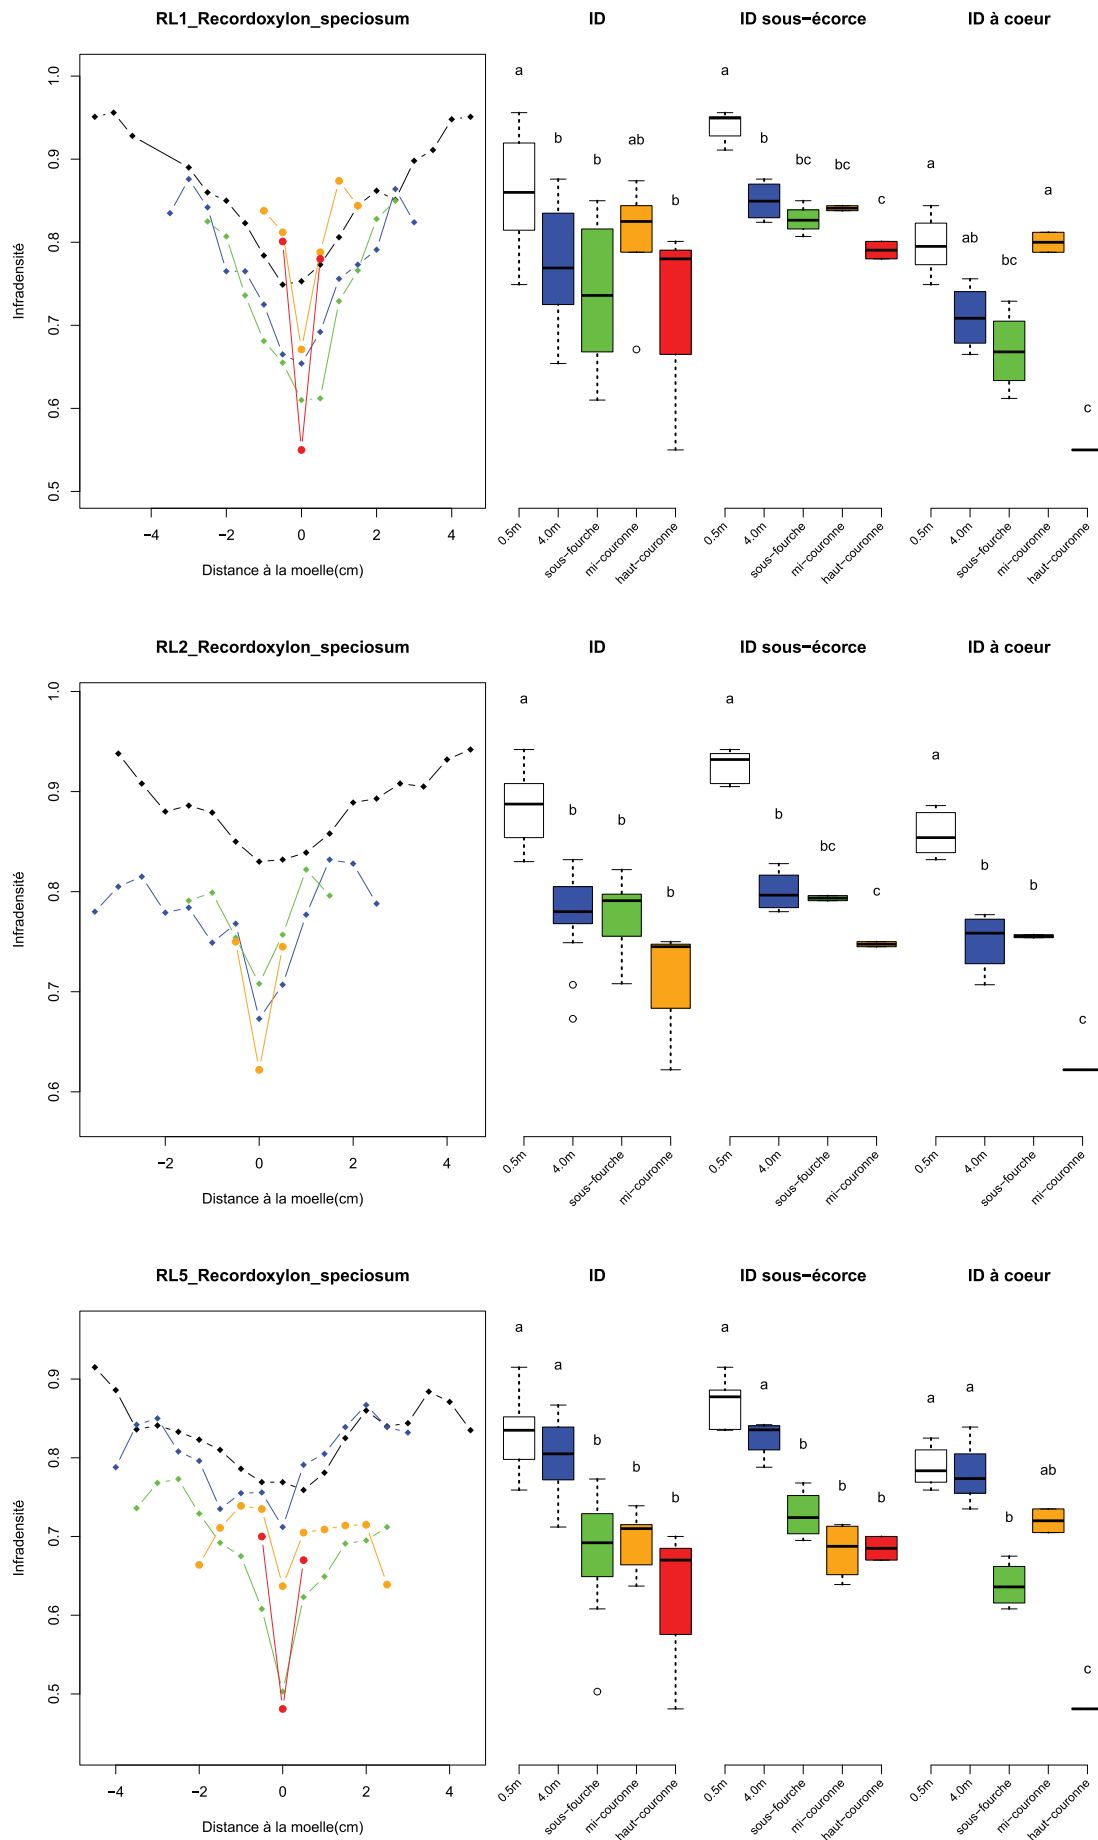 RL1_Recordoxylon_speciosum
ID
ID sous−écorce
ID à coeur
1.0
0.9
0.8
0.7
0.6
0.5
Infradensité
−4
−2
0
2
4
Distance à la moelle(cm)
a
b
b
ab
b
0.5m
4.0m
sous−fourche
mi−couronne
haut−couronne
a
b
bc
bc
c
0.5m
4.0m
sous−fourche
mi−couronne
haut−couronne
a
ab
bc
a
c
0.5m
4.0m
sous−fourche
mi−couronne
haut−couronne
RL2_Recordoxylon_speciosum
ID
ID sous−écorce
ID à coeur
1.0
0.9
0.8
0.7
0.6
Infradensité
−2
0
2
4
Distance à la moelle(cm)
a
b
b
b
0.5m
4.0m
sous−fourche
mi−couronne
a
b
bc
c
0.5m
4.0m
sous−fourche
mi−couronne
a
b
b
c
0.5m
4.0m
sous−fourche
mi−couronne
RL5_Recordoxylon_speciosum
ID
ID sous−écorce
ID à coeur
0.9
0.8
0.7
0.6
0.5
Infradensité
−4
−2
0
2
4
Distance à la moelle(cm)
a
a
b
b
b
0.5m
4.0m
sous−fourche
mi−couronne
haut−couronne
a
a
b
b
b
0.5m
4.0m
sous−fourche
mi−couronne
haut−couronne
a
a
b
ab
c
0.5m
4.0m
sous−fourche
mi−couronne
haut−couronne